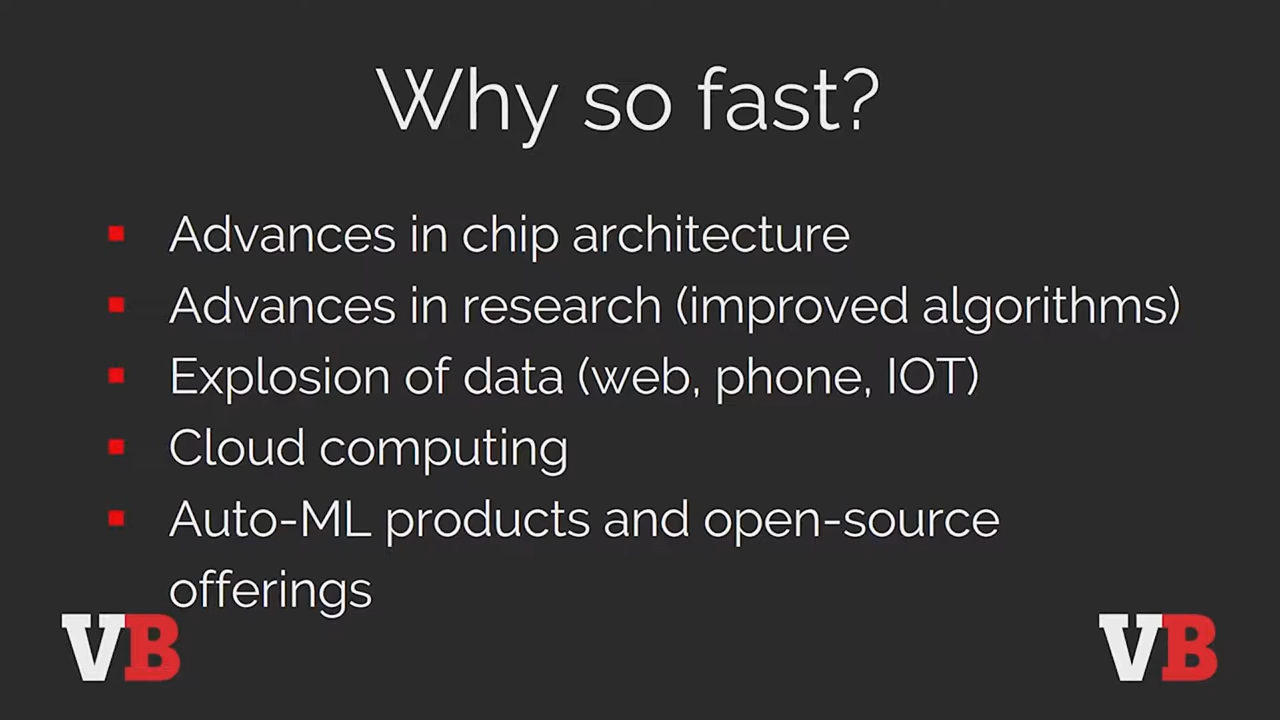 Why so fast?
Advances in chip architecture
Advances in research (improved algorithms)
Explosion of data (web, phone, IOT)
Cloud computing
Auto-ML products and open-source
offerings
VB
VB